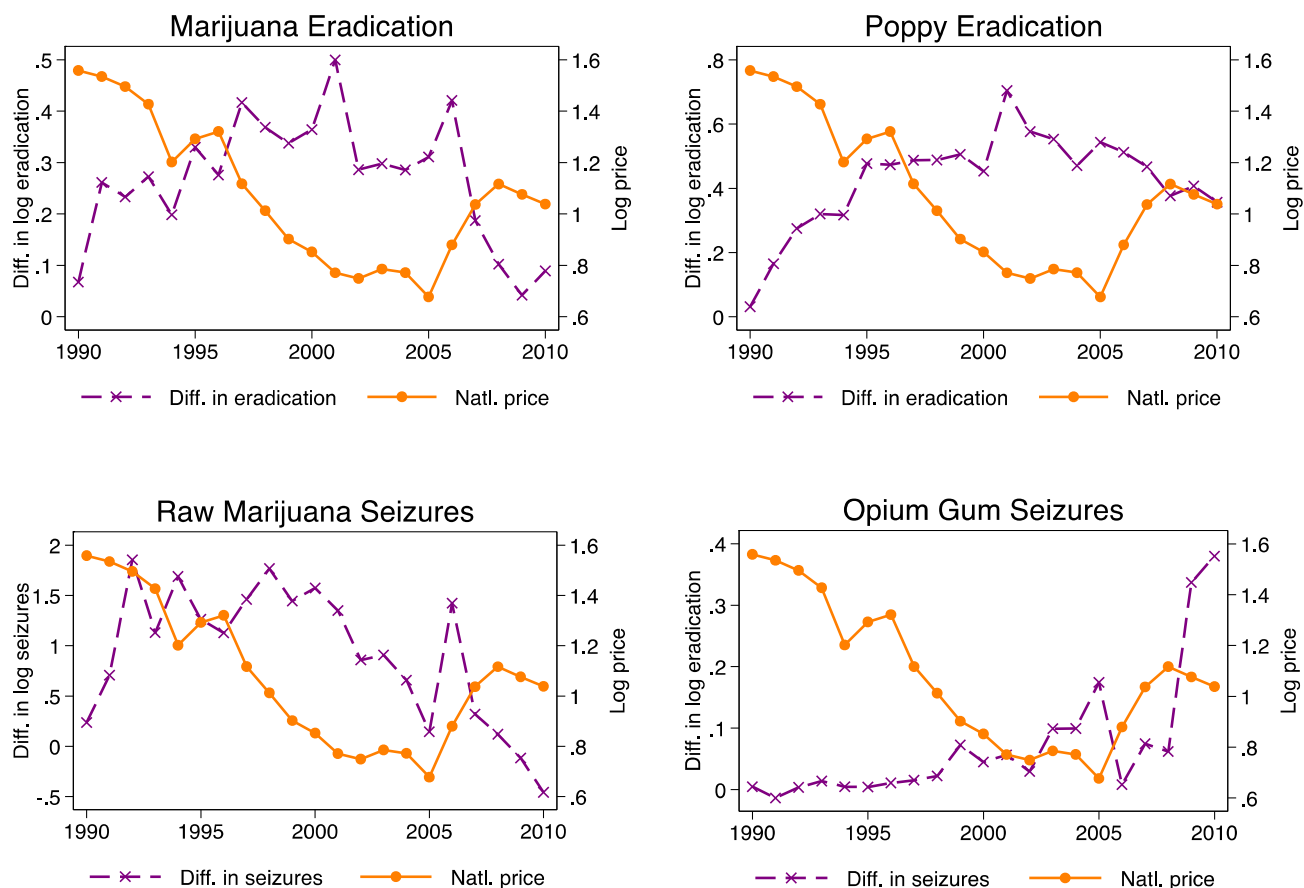 Marijuana Eradication
Diff. in log eradication
.5
.4
.3
.2
.1
0
1.6
1.4
1.2
1
.8
.6
Log price
1990 1995 2000 2005 2010
Diff. in eradication Natl. price
Poppy Eradication
Diff. in log eradication
.8
.6
.4
.2
0
1.6
1.4
1.2
1
.8
.6
Log price
1990 1995 2000 2005 2010
Diff. in eradication Natl. price
Raw Marijuana Seizures
Diff. in log seizures
2
1.5
1
.5
0
-.5
1.6
1.4
1.2
1
.8
.6
Log price
1990 1995 2000 2005 2010
Diff. in seizures Natl. price
Opium Gum Seizures
Diff. in log eradication
.4
.3
.2
.1
0
1.6
1.4
1.2
1
.8
.6
Log price
1990 1995 2000 2005 2010
Diff. in seizures Natl. price